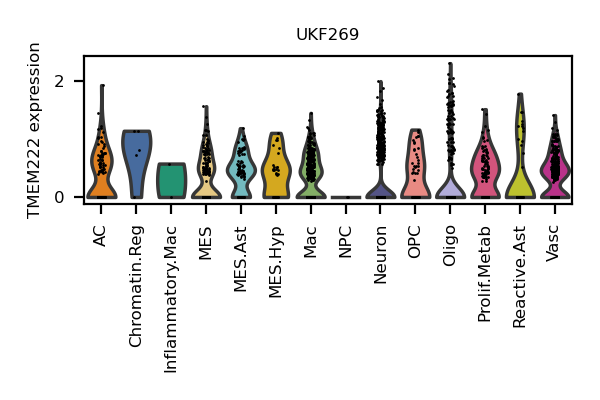 UKF269
TMEM222 expression
2
0
AC
Chromatin.Reg
Inflammatory.Mac
MES
MES.Ast
MES.Hyp
Mac
NPC
Neuron
OPC
Oligo
Prolif.Metab
Reactive.Ast
Vasc